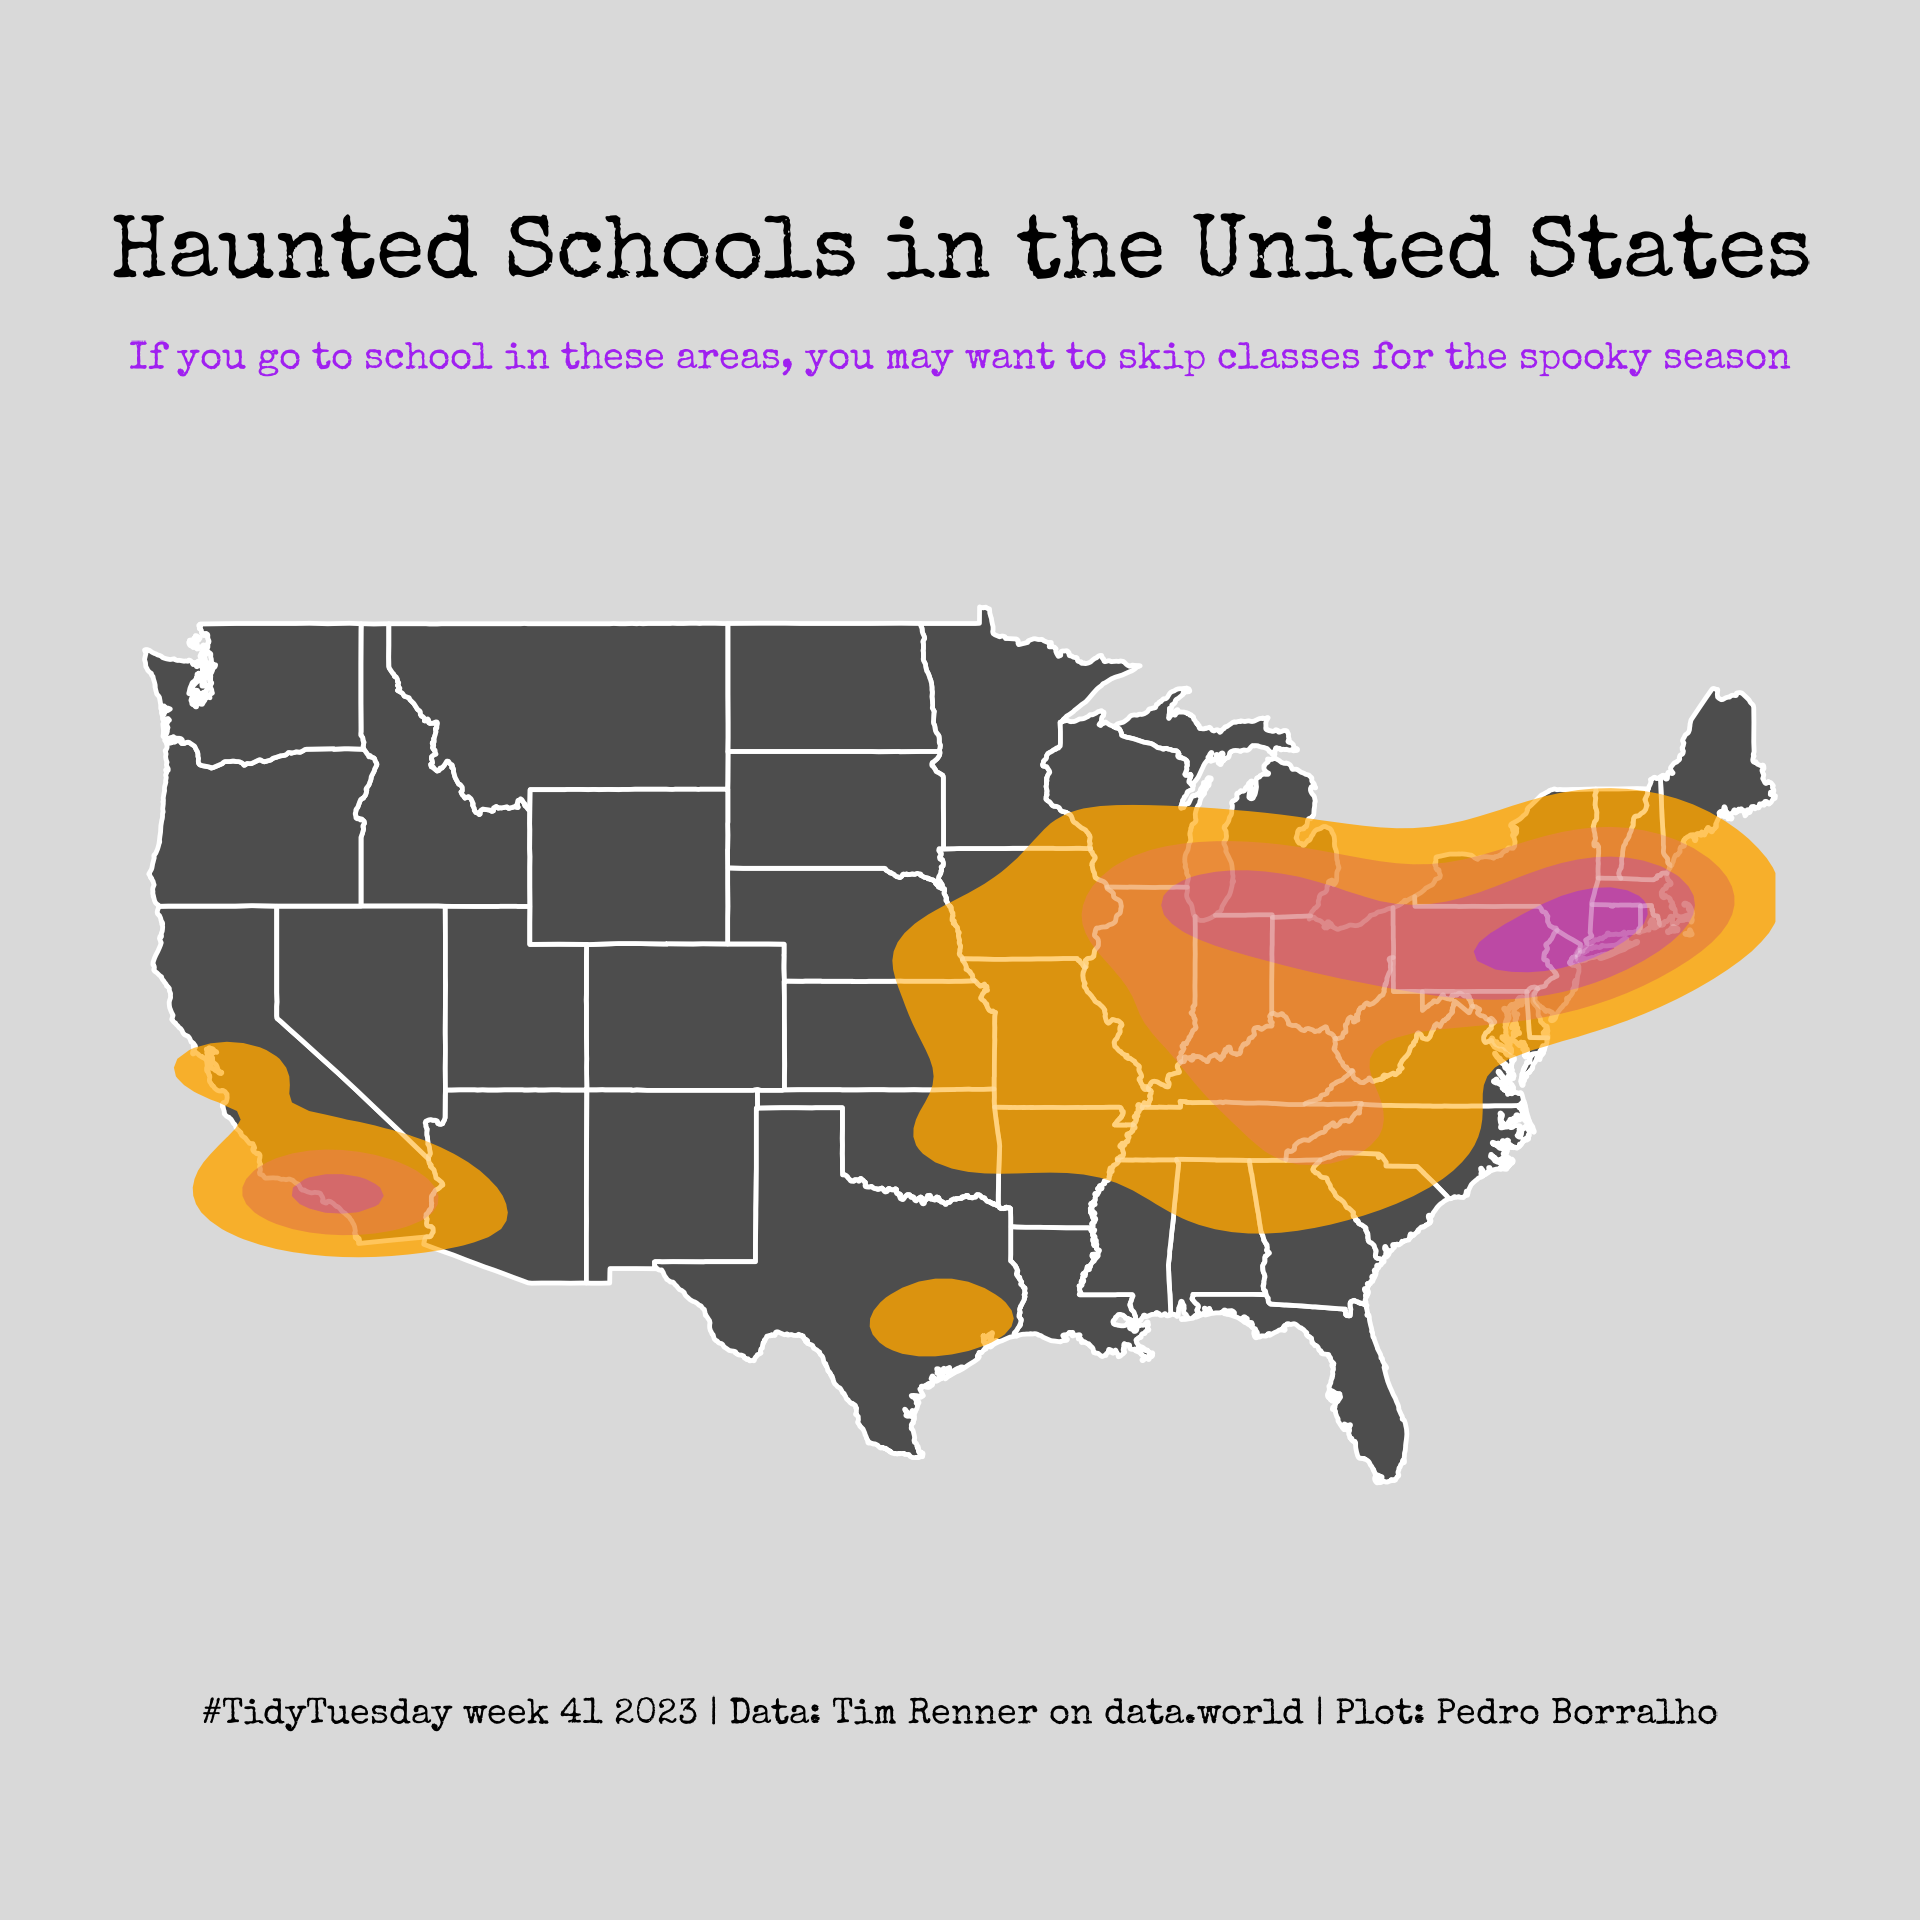 Haunted Schools in the United States
If you go to school in these areas, you may want to skip classes for the spooky season
#TidyTuesday week 41 2023 | Data: Tim Renner on data.world | Plot: Pedro Borralho